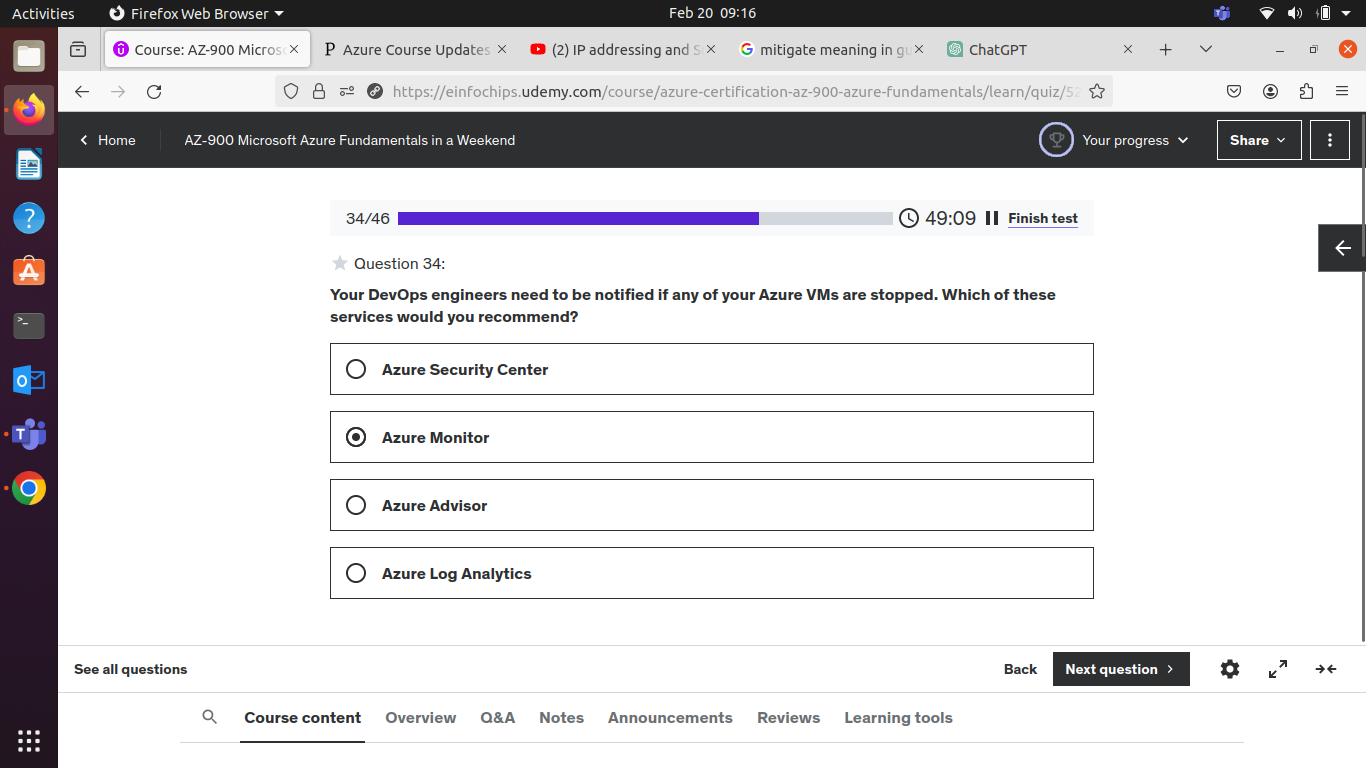 Activities
Firefox Web Browser
Feb 20 09:16
Course: AZ-900 Micros
Azure Course Updates
(2) IP addressing and S
mitigate meaning in gu
ChatGPT
https://einfochips.udemy.com/course/azure-certification-az-900-azure-fundamentals/learn/quiz/52
Home
AZ-900 Microsoft Azure Fundamentals in a Weekend
Your progress
Share
34/46
49:09
Finish test
Question 34:
Your DevOps engineers need to be notified if any of your Azure VMs are stopped. Which of these
services would you recommend?
Azure Security Center
Azure Monitor
Azure Advisor
Azure Log Analytics
See all questions
Back
Next question
Course content
Overview
Q&A
Notes
Announcements
Reviews
Learning tools